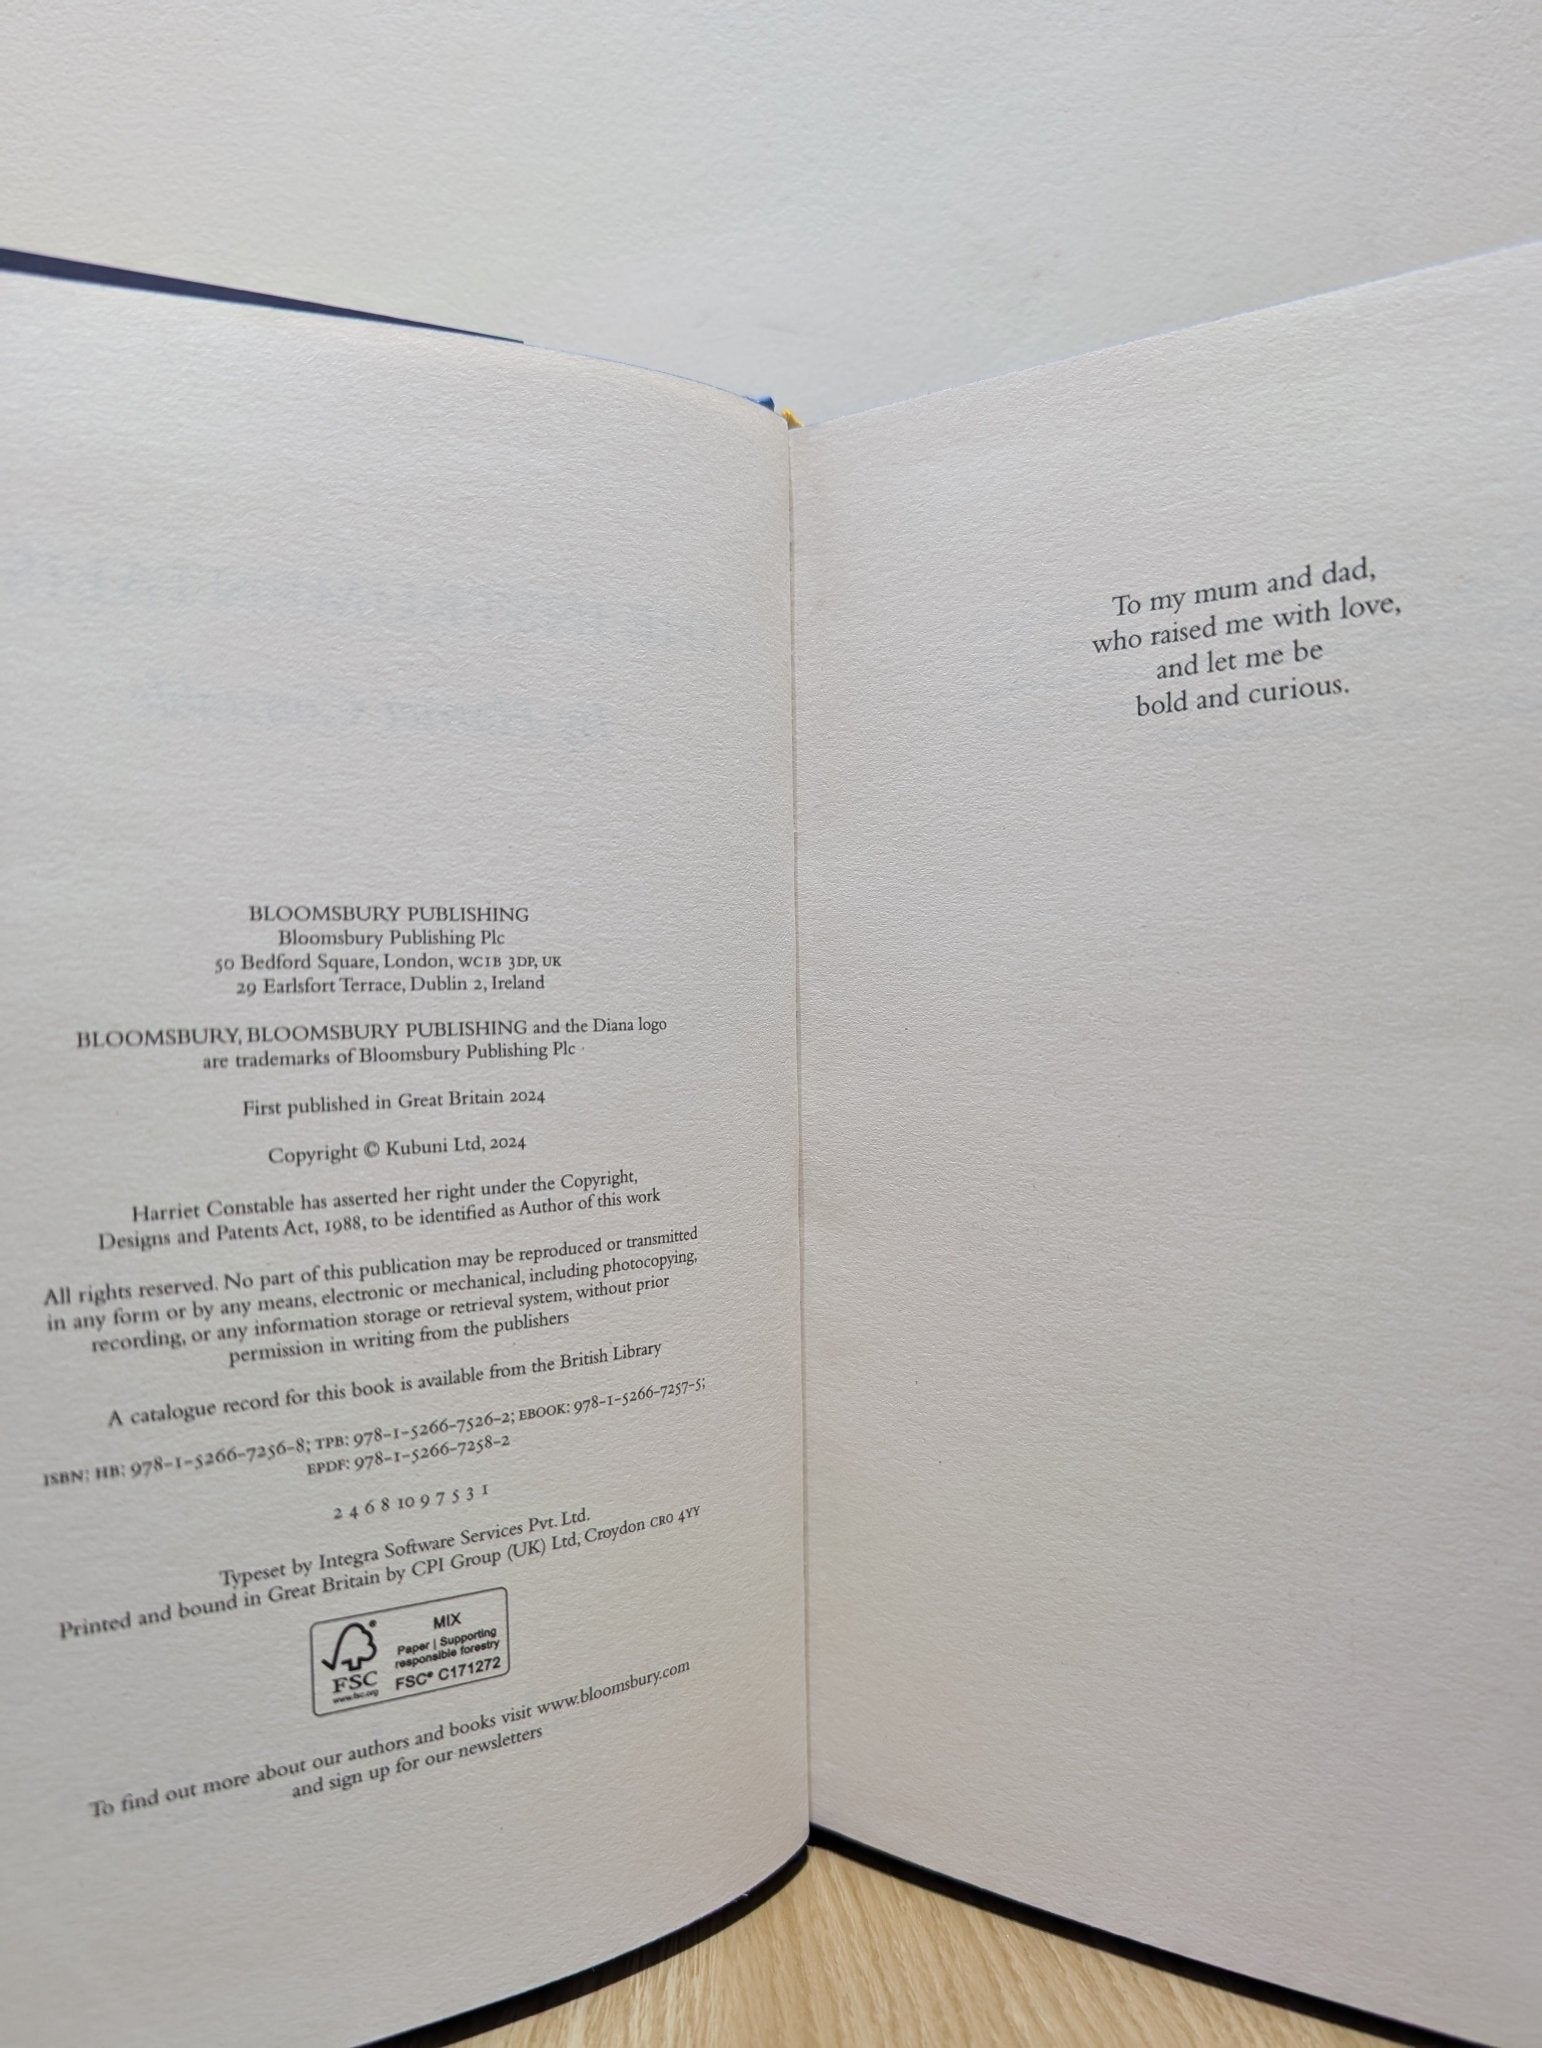 BLOOMSBURY PUBLISHING
Bloomsbury Publishing Plc
50 Bedford Square, London, WC1B 3DP, UK
29 Earlsfort Terrace, Dublin 2, Ireland
BLOOMSBURY, BLOOMSBURY PUBLISHING and the Diana logo
are trademarks of Bloomsbury Publishing Plc
First published in Great Britain 2024
Copyright © Kubuni Ltd, 2024
Harriet Constable has asserted her right under the Copyright,
Designs and Patents Act, 1988, to be identified as Author of this work
All rights reserved. No part of this publication may be reproduced or transmitted
in any form or by any means, electronic or mechanical, including photocopying,
recording, or any information storage or retrieval system, without prior
permission in writing from the publishers
A catalogue record for this book is available from the British Library
ISBN: HB: 978-1-5266-7256-8; TPB: 978-1-5266-7526-2; EBOOK: 978-1-5266-7257-5;
EPDF: 978-1-5266-7258-2
2 4 6 8 10 9 7 5 3 1
Typeset by Integra Software Services Pvt. Ltd.
Printed and bound in Great Britain by CPI Group (UK) Ltd, Croydon CR0 4YY
MIX
Paper | Supporting
responsible forestry
FSC® C171272
FSC
www.fsc.org
To find out more about our authors and books visit www.bloomsbury.com
and sign up for our newsletters
To my mum and dad,
who raised me with love,
and let me be
bold and curious.